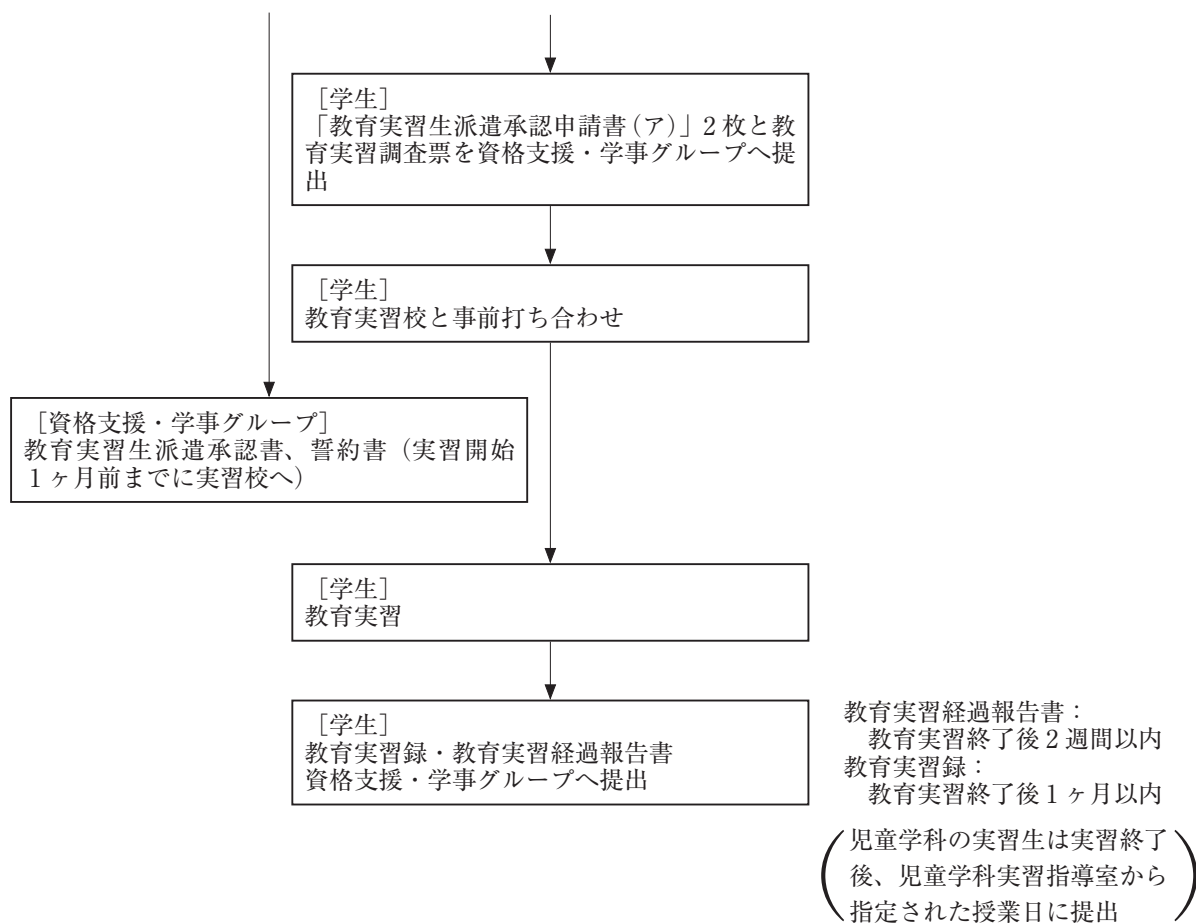 ［学生］
「教育実習生派遣承認申請書（ア）」２枚と教
育実習調査票を資格支援・学事グループへ提
出
［学生］
教育実習校と事前打ち合わせ
［資格支援・学事グループ］
教育実習生派遣承認書、誓約書（実習開始
１ヶ月前までに実習校へ）
［学生］
教育実習
［学生］
教育実習録・教育実習経過報告書
資格支援・学事グループへ提出
教育実習経過報告書：
教育実習終了後２週間以内
教育実習録：
教育実習終了後１ヶ月以内
（児童学科の実習生は実習終了
後、児童学科実習指導室から
指定された授業日に提出）